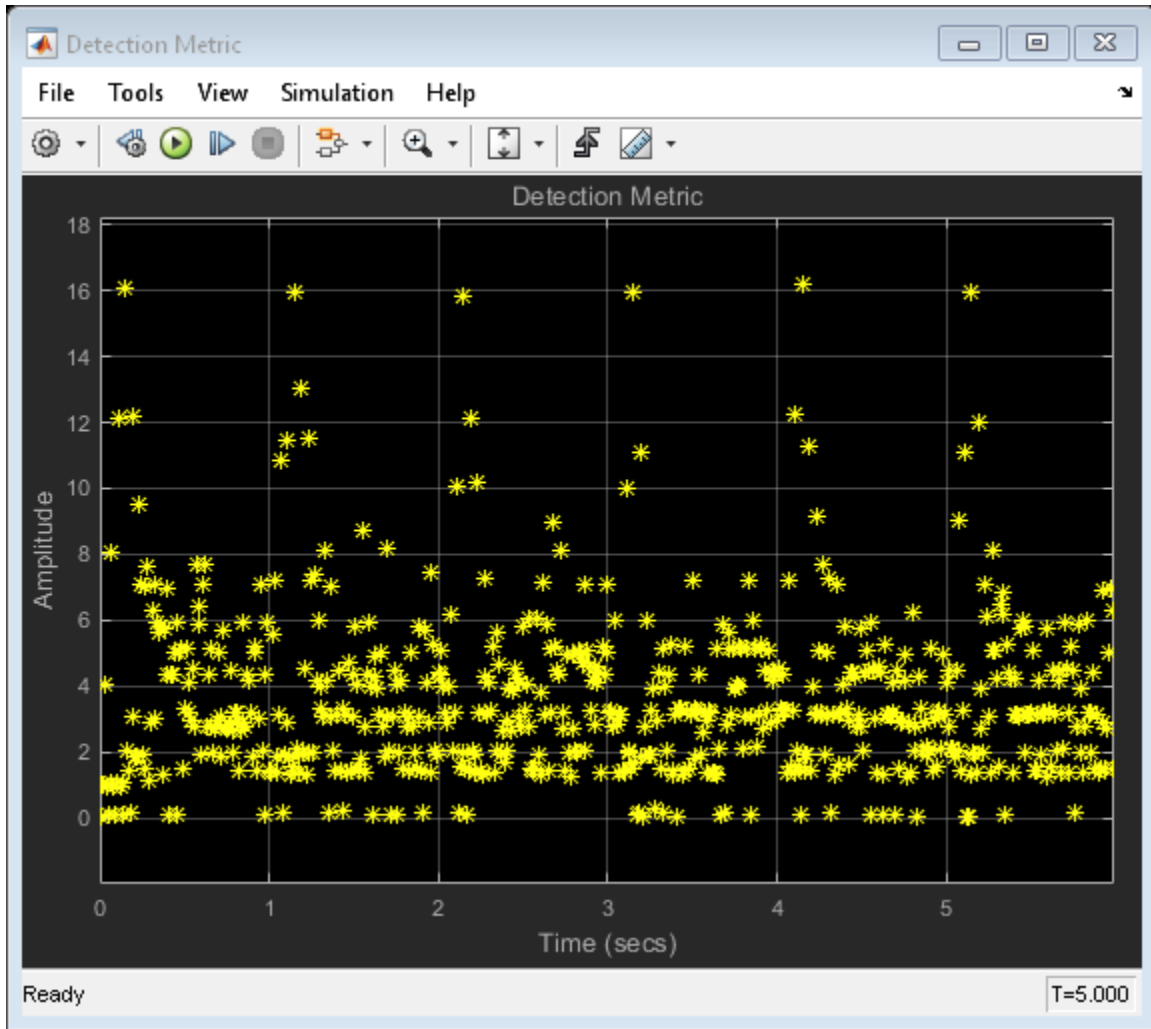 Detection Metric
File Tools View Simulation Help
Detection Metric
18
16
14
12
10
8
6
4
2
0
Amplitude
0 1 2 3 4 5
Time (secs)
Ready T=5.000